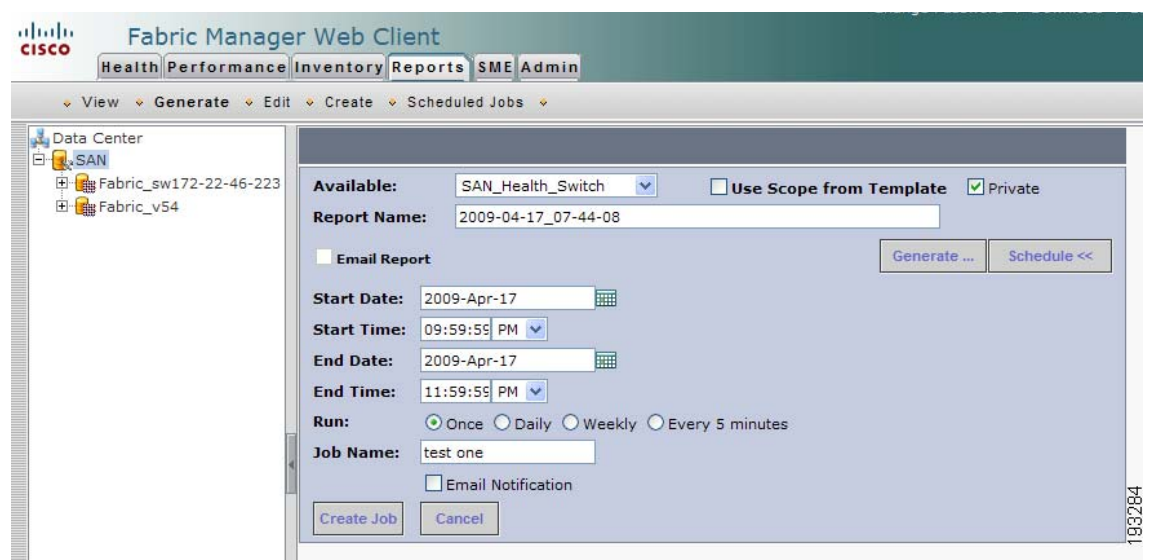 CISCO
Fabric Manager Web Client
Health Performance Inventory Reports SME Admin
View Generate Edit Create Scheduled Jobs
Data Center
SAN
Fabric_sw172-22-46-223
Fabric_v54
Available: SAN_Health_Switch Use Scope from Template Private
Report Name: 2009-04-17_07-44-08
Email Report Generate ... Schedule <<
Start Date: 2009-Apr-17
Start Time: 09:59:59 PM
End Date: 2009-Apr-17
End Time: 11:59:59 PM
Run: Once Daily Weekly Every 5 minutes
Job Name: test one
Email Notification
Create Job Cancel
193284